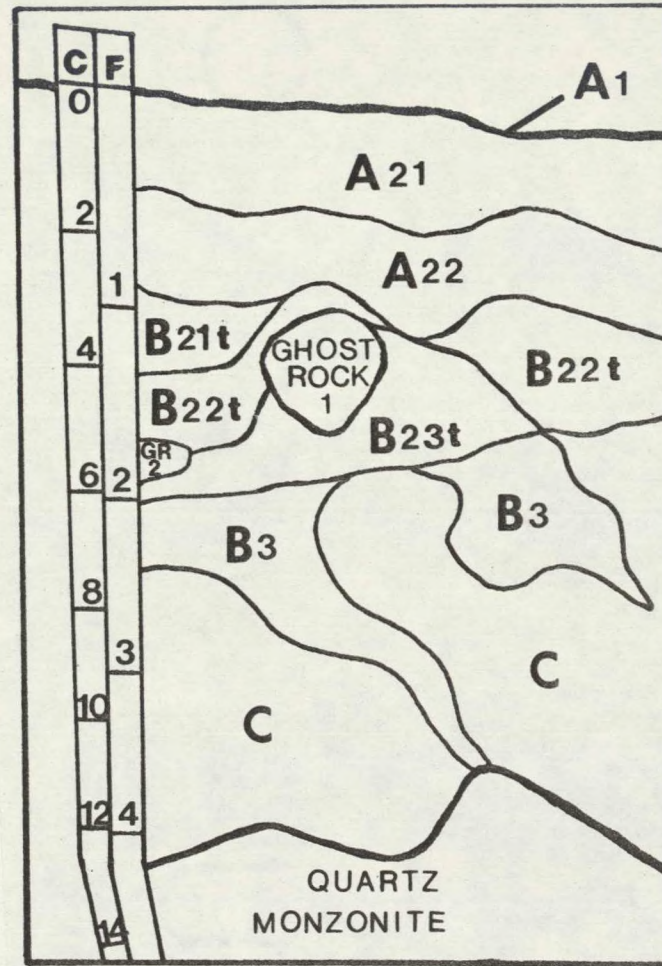 C F
0
2
4
6
8
10
12
14
1
2
3
4
A1
A21
A22
B21t
GHOST
ROCK
1
B22t
B22t
B23t
GR
2
B3
B3
C
C
QUARTZ
MONZONITE